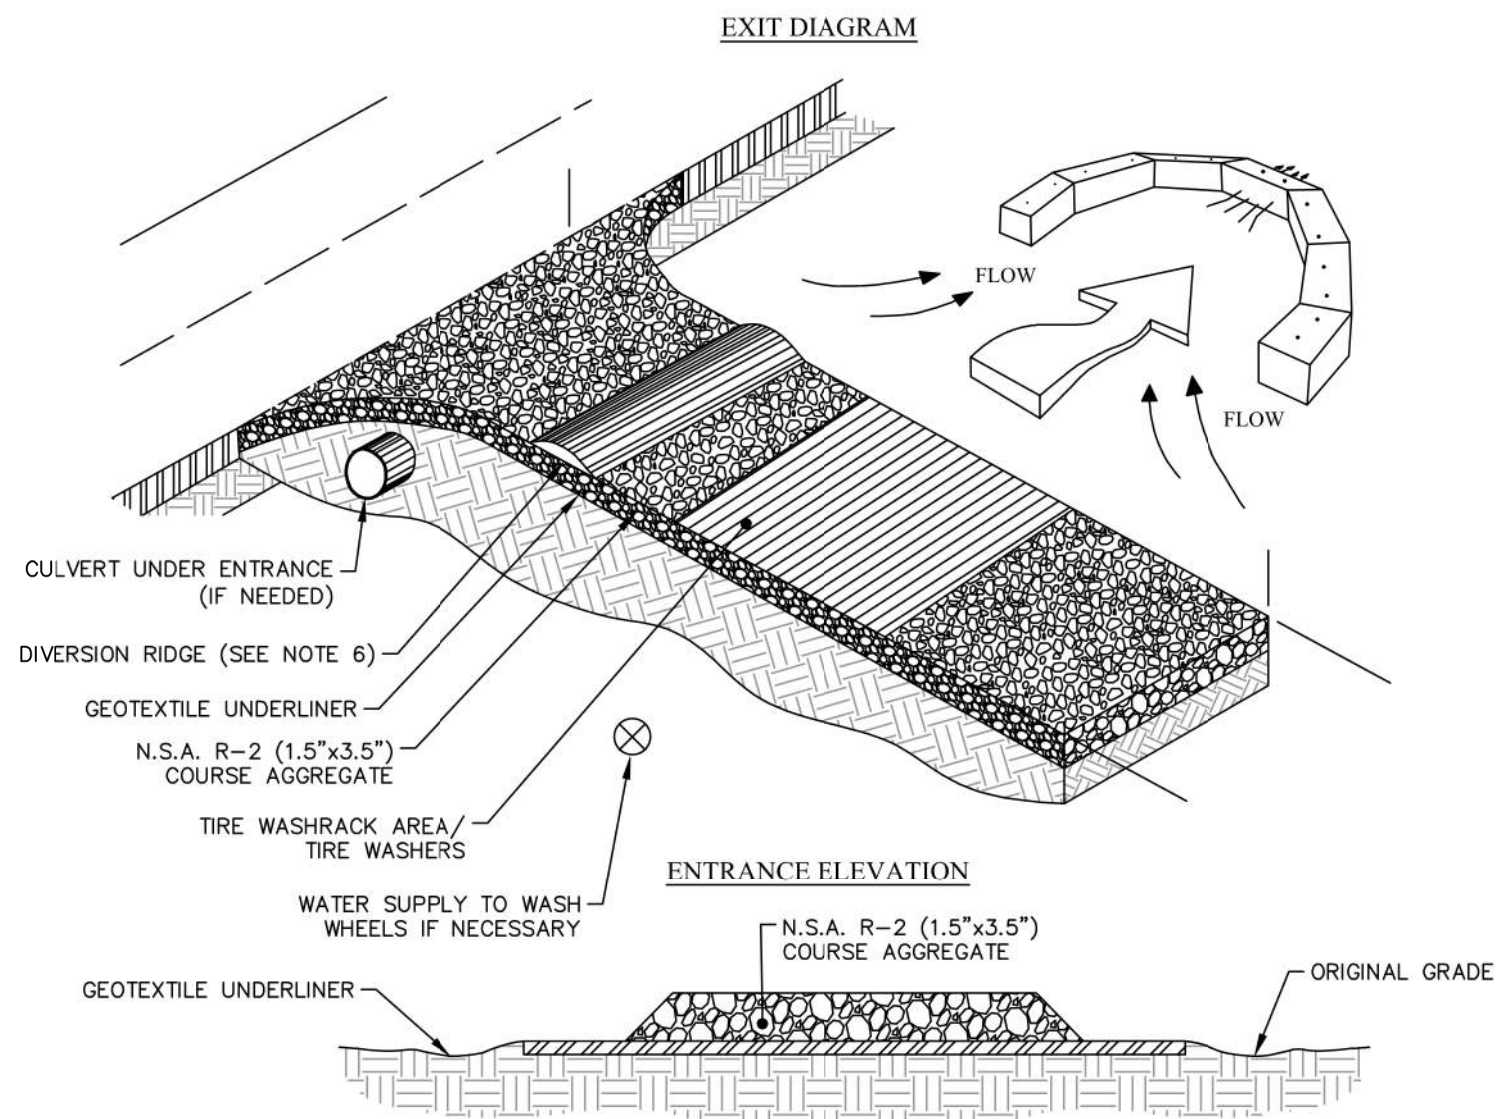 EXIT DIAGRAM
FLOW
FLOW
CULVERT UNDER ENTRANCE
(IF NEEDED)
DIVERSION RIDGE (SEE NOTE 6)
GEOTEXTILE UNDERLINER
N.S.A. R-2 (1.5"x3.5")
COURSE AGGREGATE
TIRE WASHRACK AREA/
TIRE WASHERS
WATER SUPPLY TO WASH
WHEELS IF NECESSARY
ENTRANCE ELEVATION
N.S.A. R-2 (1.5"x3.5")
COURSE AGGREGATE
GEOTEXTILE UNDERLINER
ORIGINAL GRADE